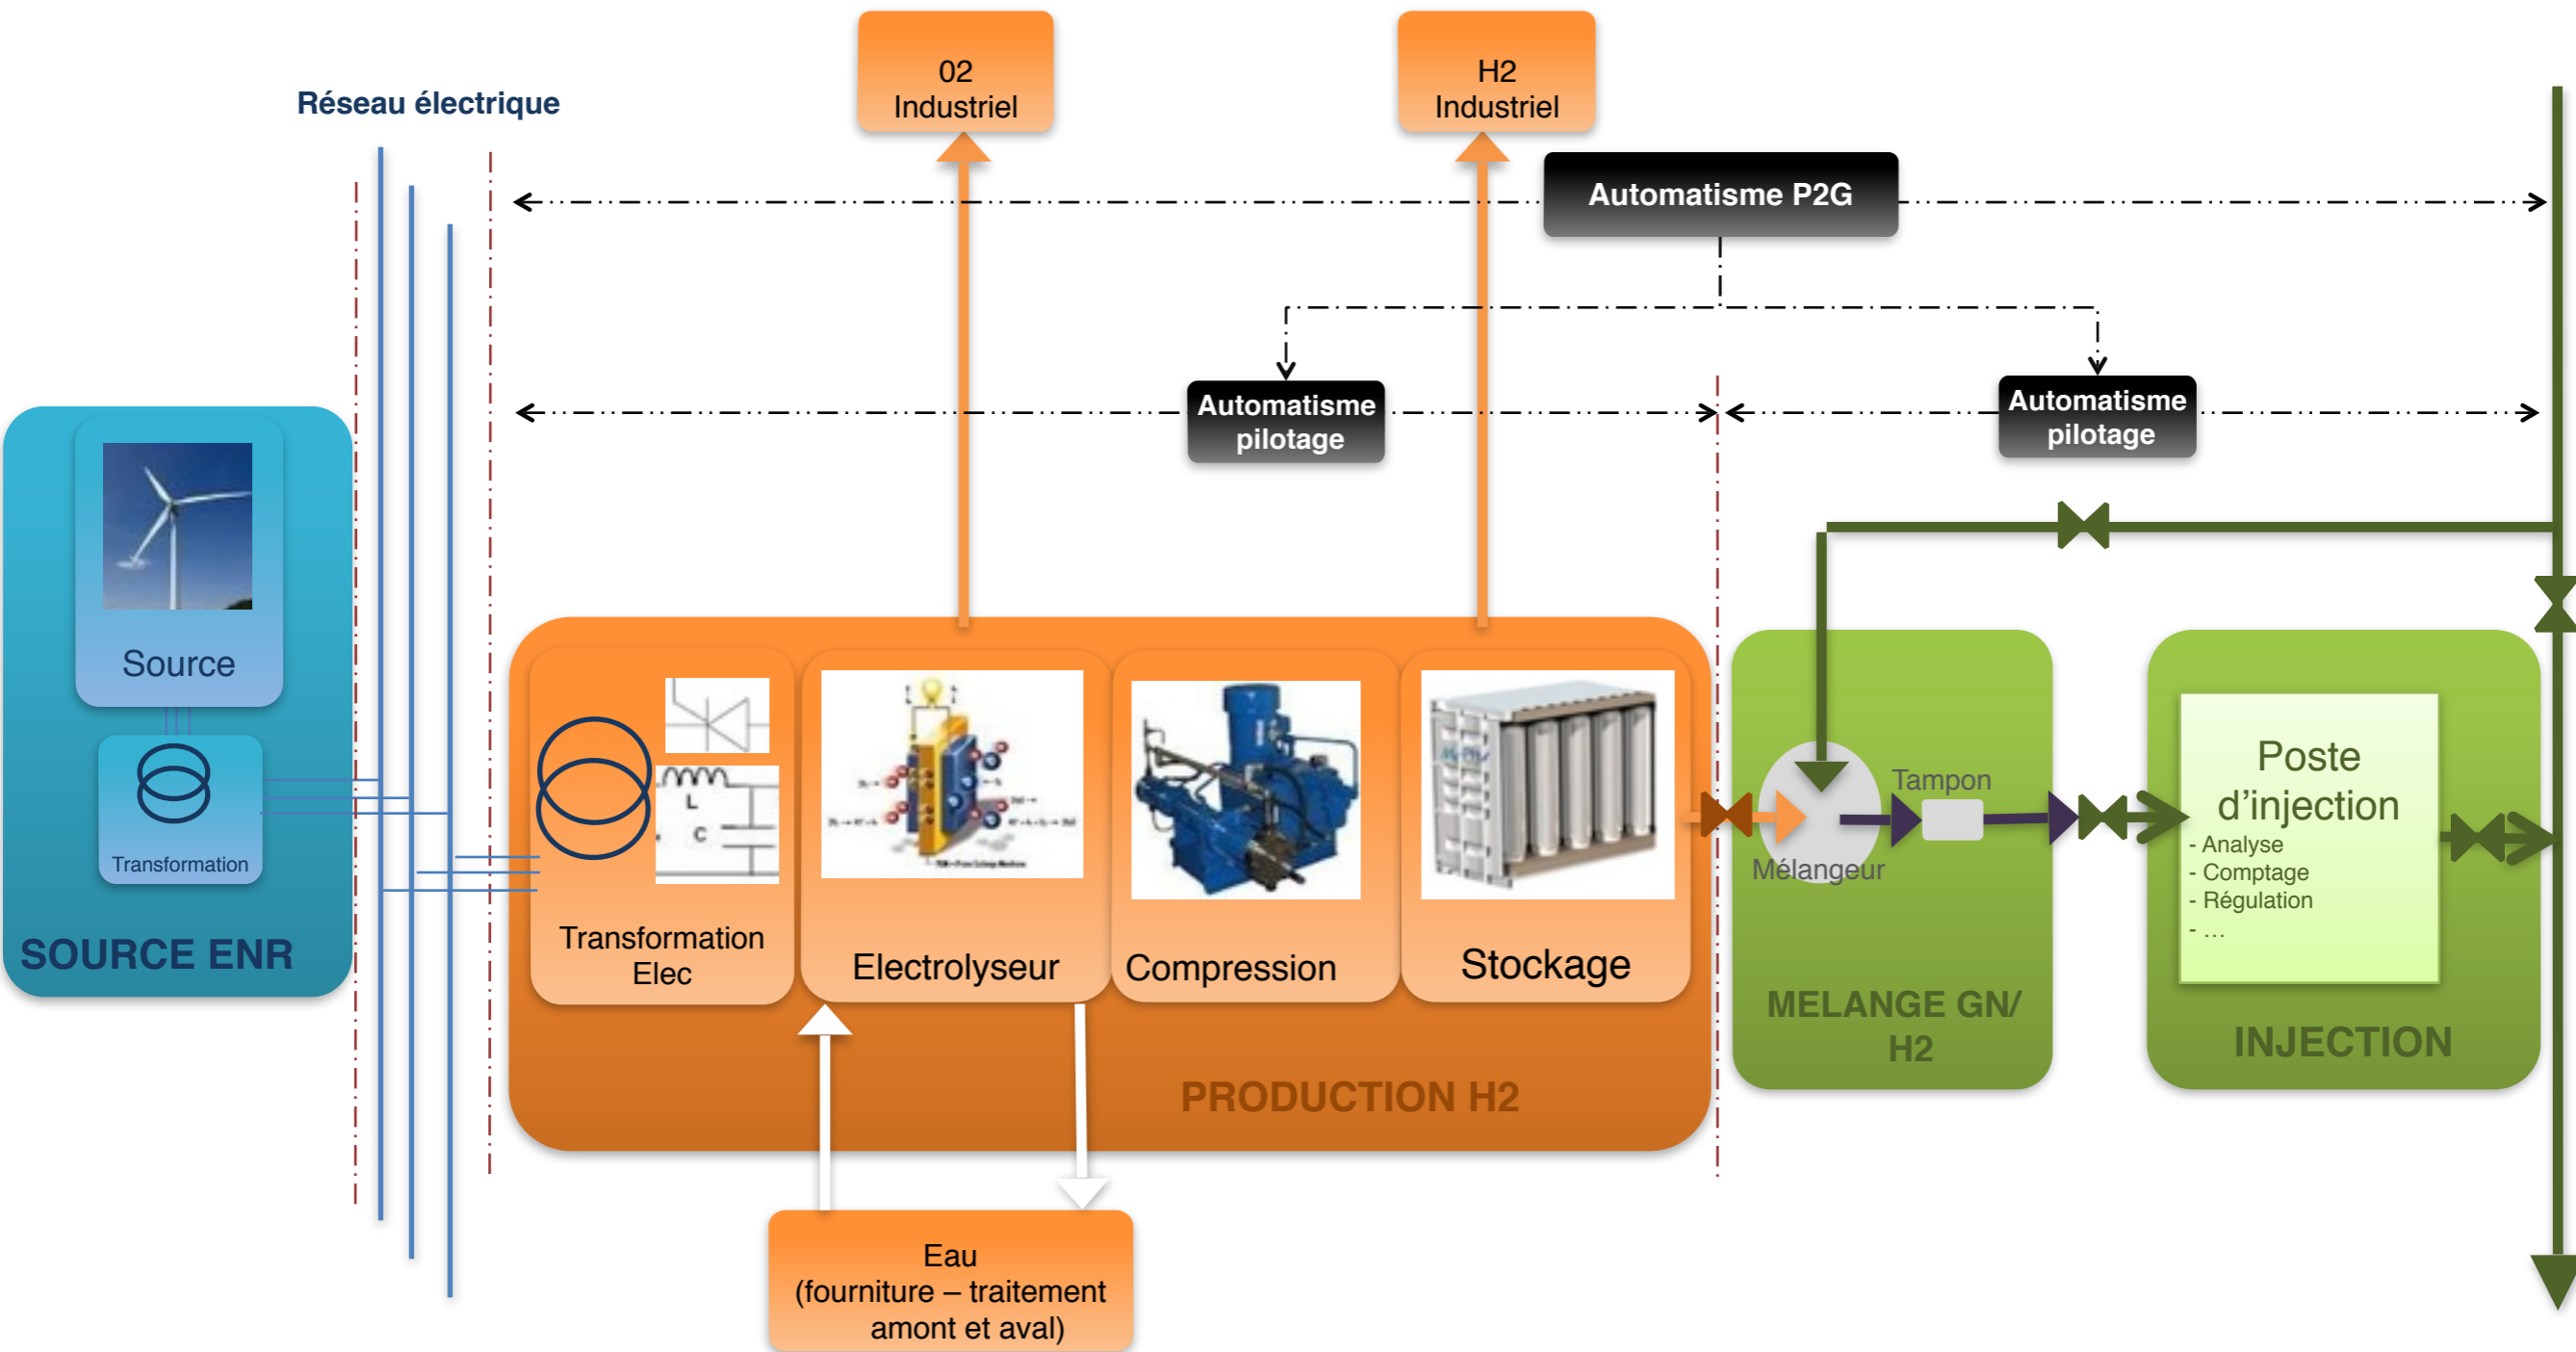 02
Industriel
H2
Industriel
Réseau électrique
Automatisme P2G
Automatisme
pilotage
Automatisme
pilotage
Source
Transformation
SOURCE ENR
L
C
Transformation
Elec
Electrolyseur
Compression
Stockage
PRODUCTION H2
Tampon
Mélangeur
MELANGE GN/
H2
Poste
d’injection
- Analyse
- Comptage
- Régulation
- …
INJECTION
Eau
(fourniture – traitement
amont et aval)